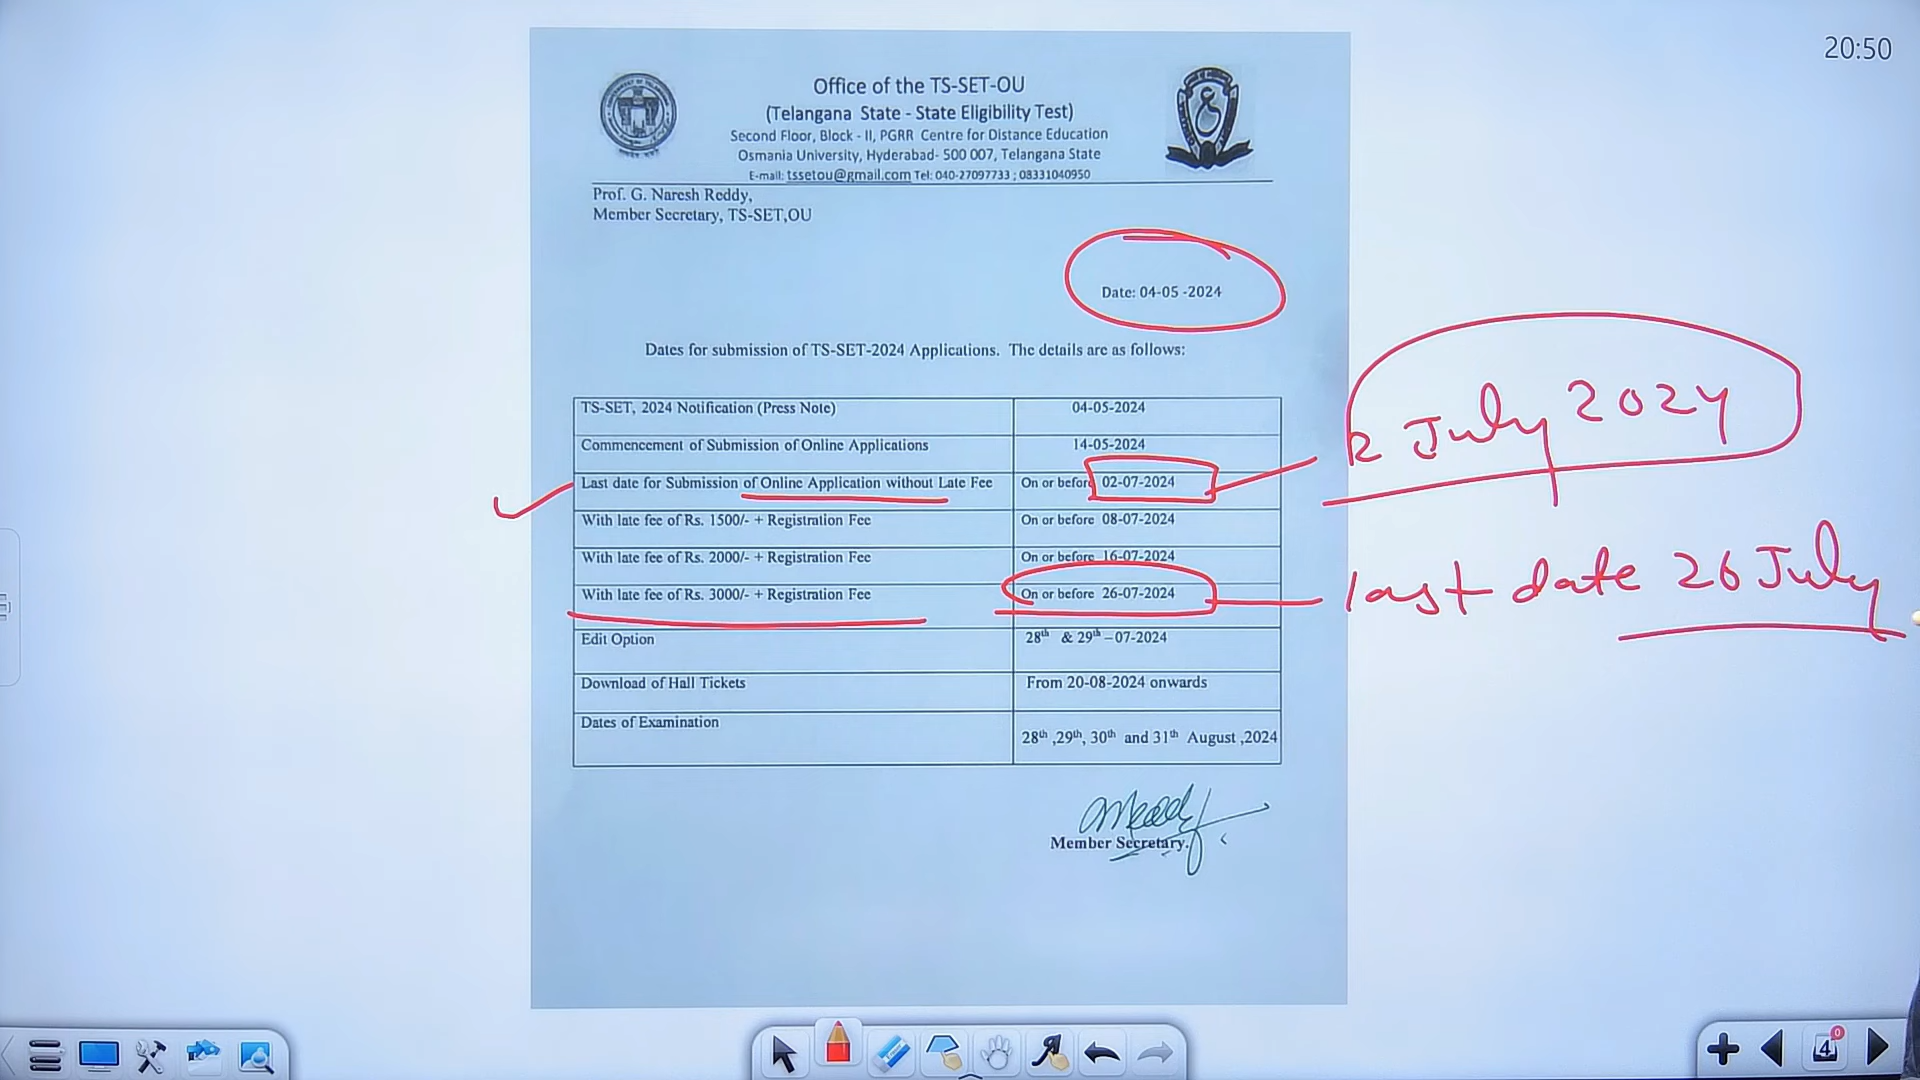 20:50
Office of the TS-SET-OU
(Telangana State - State Eligibility Test)
Second Floor, Block - II, PGRR Centre for Distance Education
Osmania University, Hyderabad- 500 007, Telangana State
E-mail: tssetou@gmail.com Tel: 040-27097733 ; 08331040950
Prof. G. Naresh Reddy,
Member Secretary, TS-SET,OU
Date: 04-05 -2024
Dates for submission of TS-SET-2024 Applications. The details are as follows:
TS-SET, 2024 Notification (Press Note) 04-05-2024
Commencement of Submission of Online Applications 14-05-2024
Last date for Submission of Online Application without Late Fee On or before 02-07-2024
2 July 2024
With late fee of Rs. 1500/- + Registration Fee On or before 08-07-2024
With late fee of Rs. 2000/- + Registration Fee On or before 16-07-2024
With late fee of Rs. 3000/- + Registration Fee On or before 26-07-2024
last date 26 July
Edit Option 28th & 29th – 07-2024
Download of Hall Tickets From 20-08-2024 onwards
Dates of Examination 28th ,29th, 30th and 31th August ,2024
Member Secretary.
4
0